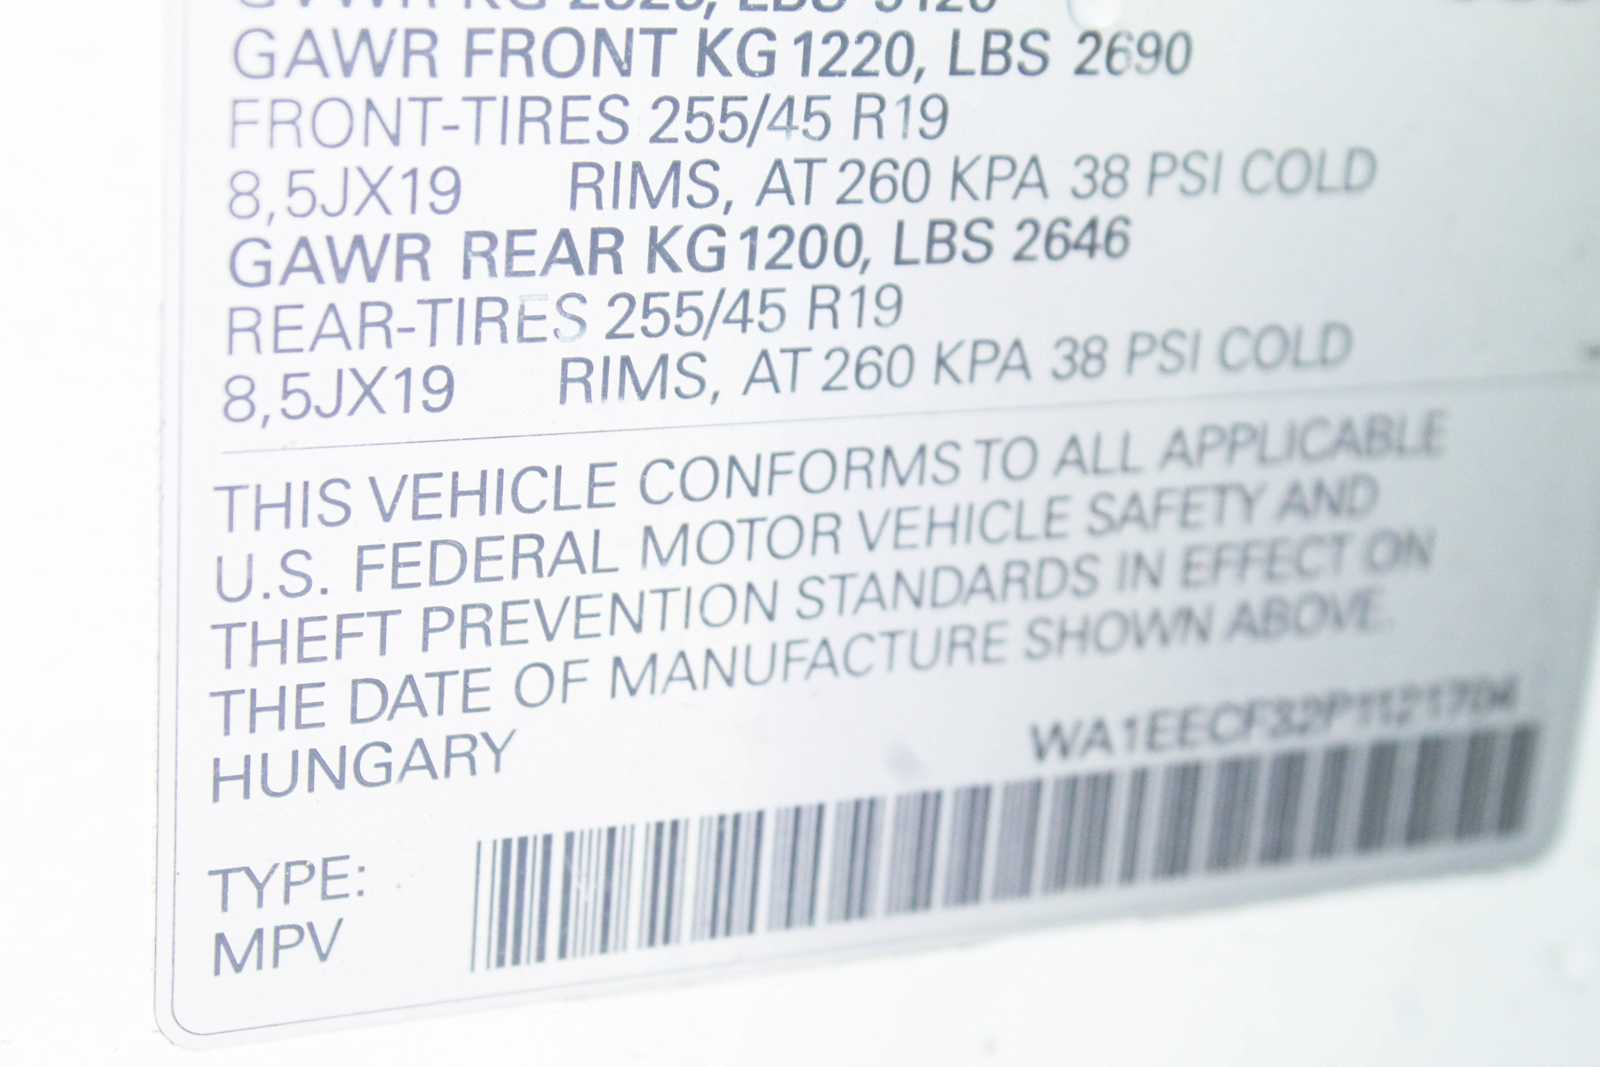 GAWR FRONT KG 1220, LBS 2690
FRONT-TIRES 255/45 R19
8,5JX19 RIMS, AT 260 KPA 38 PSI COLD
GAWR REAR KG 1200, LBS 2646
REAR-TIRES 255/45 R19
8,5JX19 RIMS, AT 260 KPA 38 PSI COLD
THIS VEHICLE CONFORMS TO ALL APPLICABLE
U.S. FEDERAL MOTOR VEHICLE SAFETY AND
THEFT PREVENTION STANDARDS IN EFFECT ON
THE DATE OF MANUFACTURE SHOWN ABOVE.
HUNGARY
WA1EECF32P1121704
TYPE:
MPV